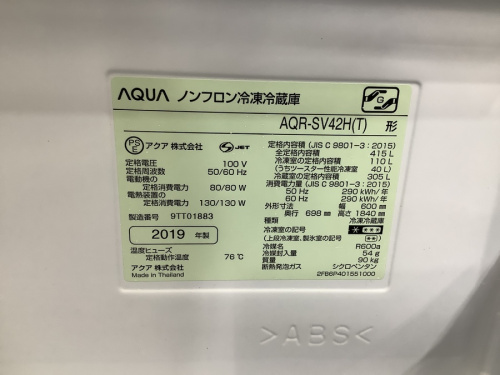 AQUA ノンフロン冷凍冷蔵庫
AQR-SV42H(T) 形
PS E アクア 株式会社 JET
定格電圧 100 V
定格周波数 50/60 Hz
電動機の
定格消費電力 80/80 W
電熱装置の
定格消費電力 130/130 W
製造番号 9TT01883
2019 年製
温度ヒューズ
定格動作温度 76℃
アクア 株式会社
Made in Thailand
定格内容積 (JIS C 9801-3:2015)
全定格内容積 415 L
冷凍室の定格内容積 110 L
(うちツースター性能冷凍室 40 L)
冷蔵室の定格内容積 305 L
消費電力量 (JIS C 9801-3:2015)
50 Hz 290 kWh/年
60 Hz 290 kWh/年
外形寸法 幅 600 mm
奥行 698 mm 高さ 1840 mm
種類 冷凍冷蔵庫
冷凍室の記号 * ***
(上段冷凍室、製氷室の記号 **)
冷媒名 R600a
冷媒封入量 54 g
質量 90 kg
断熱発泡ガス シクロペンタン
2FB6P401551000
>ABS<